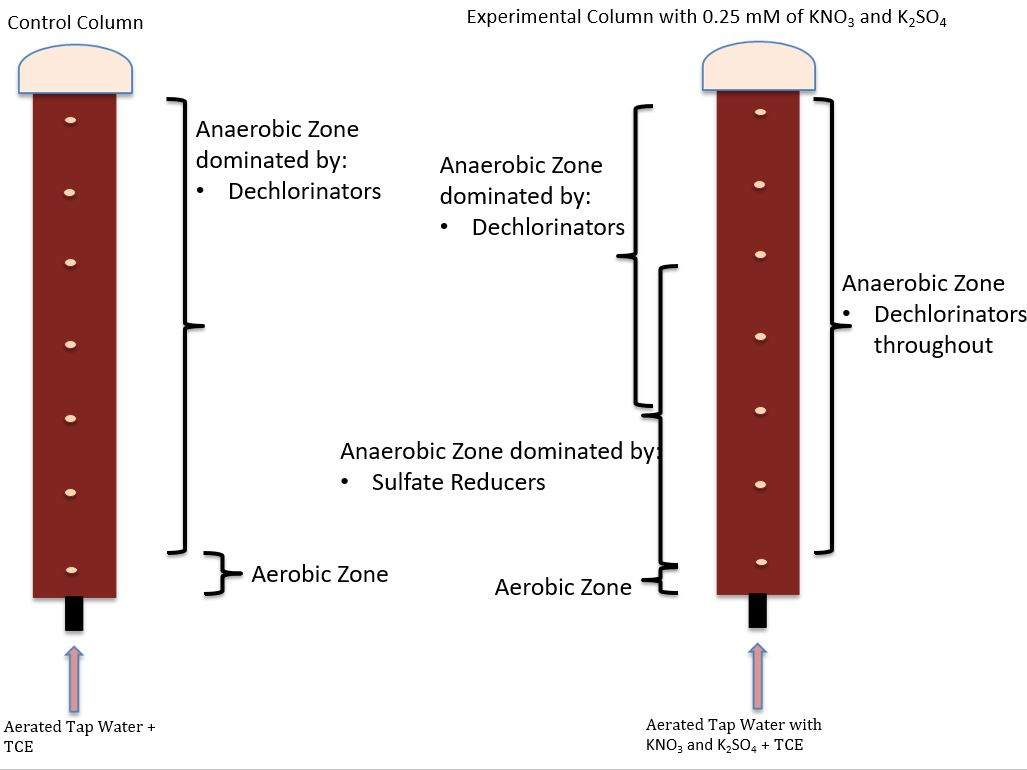 Control Column
Experimental Column with 0.25 mM of KNO₃ and K₂SO₄
Anaerobic Zone
dominated by:
• Dechlorinators
Aerobic Zone
Aerated Tap Water +
TCE
Anaerobic Zone
dominated by:
• Dechlorinators
Anaerobic Zone dominated by:
• Sulfate Reducers
Aerobic Zone
Anaerobic Zone
• Dechlorinators
throughout
Aerated Tap Water with
KNO₃ and K₂SO₄ + TCE